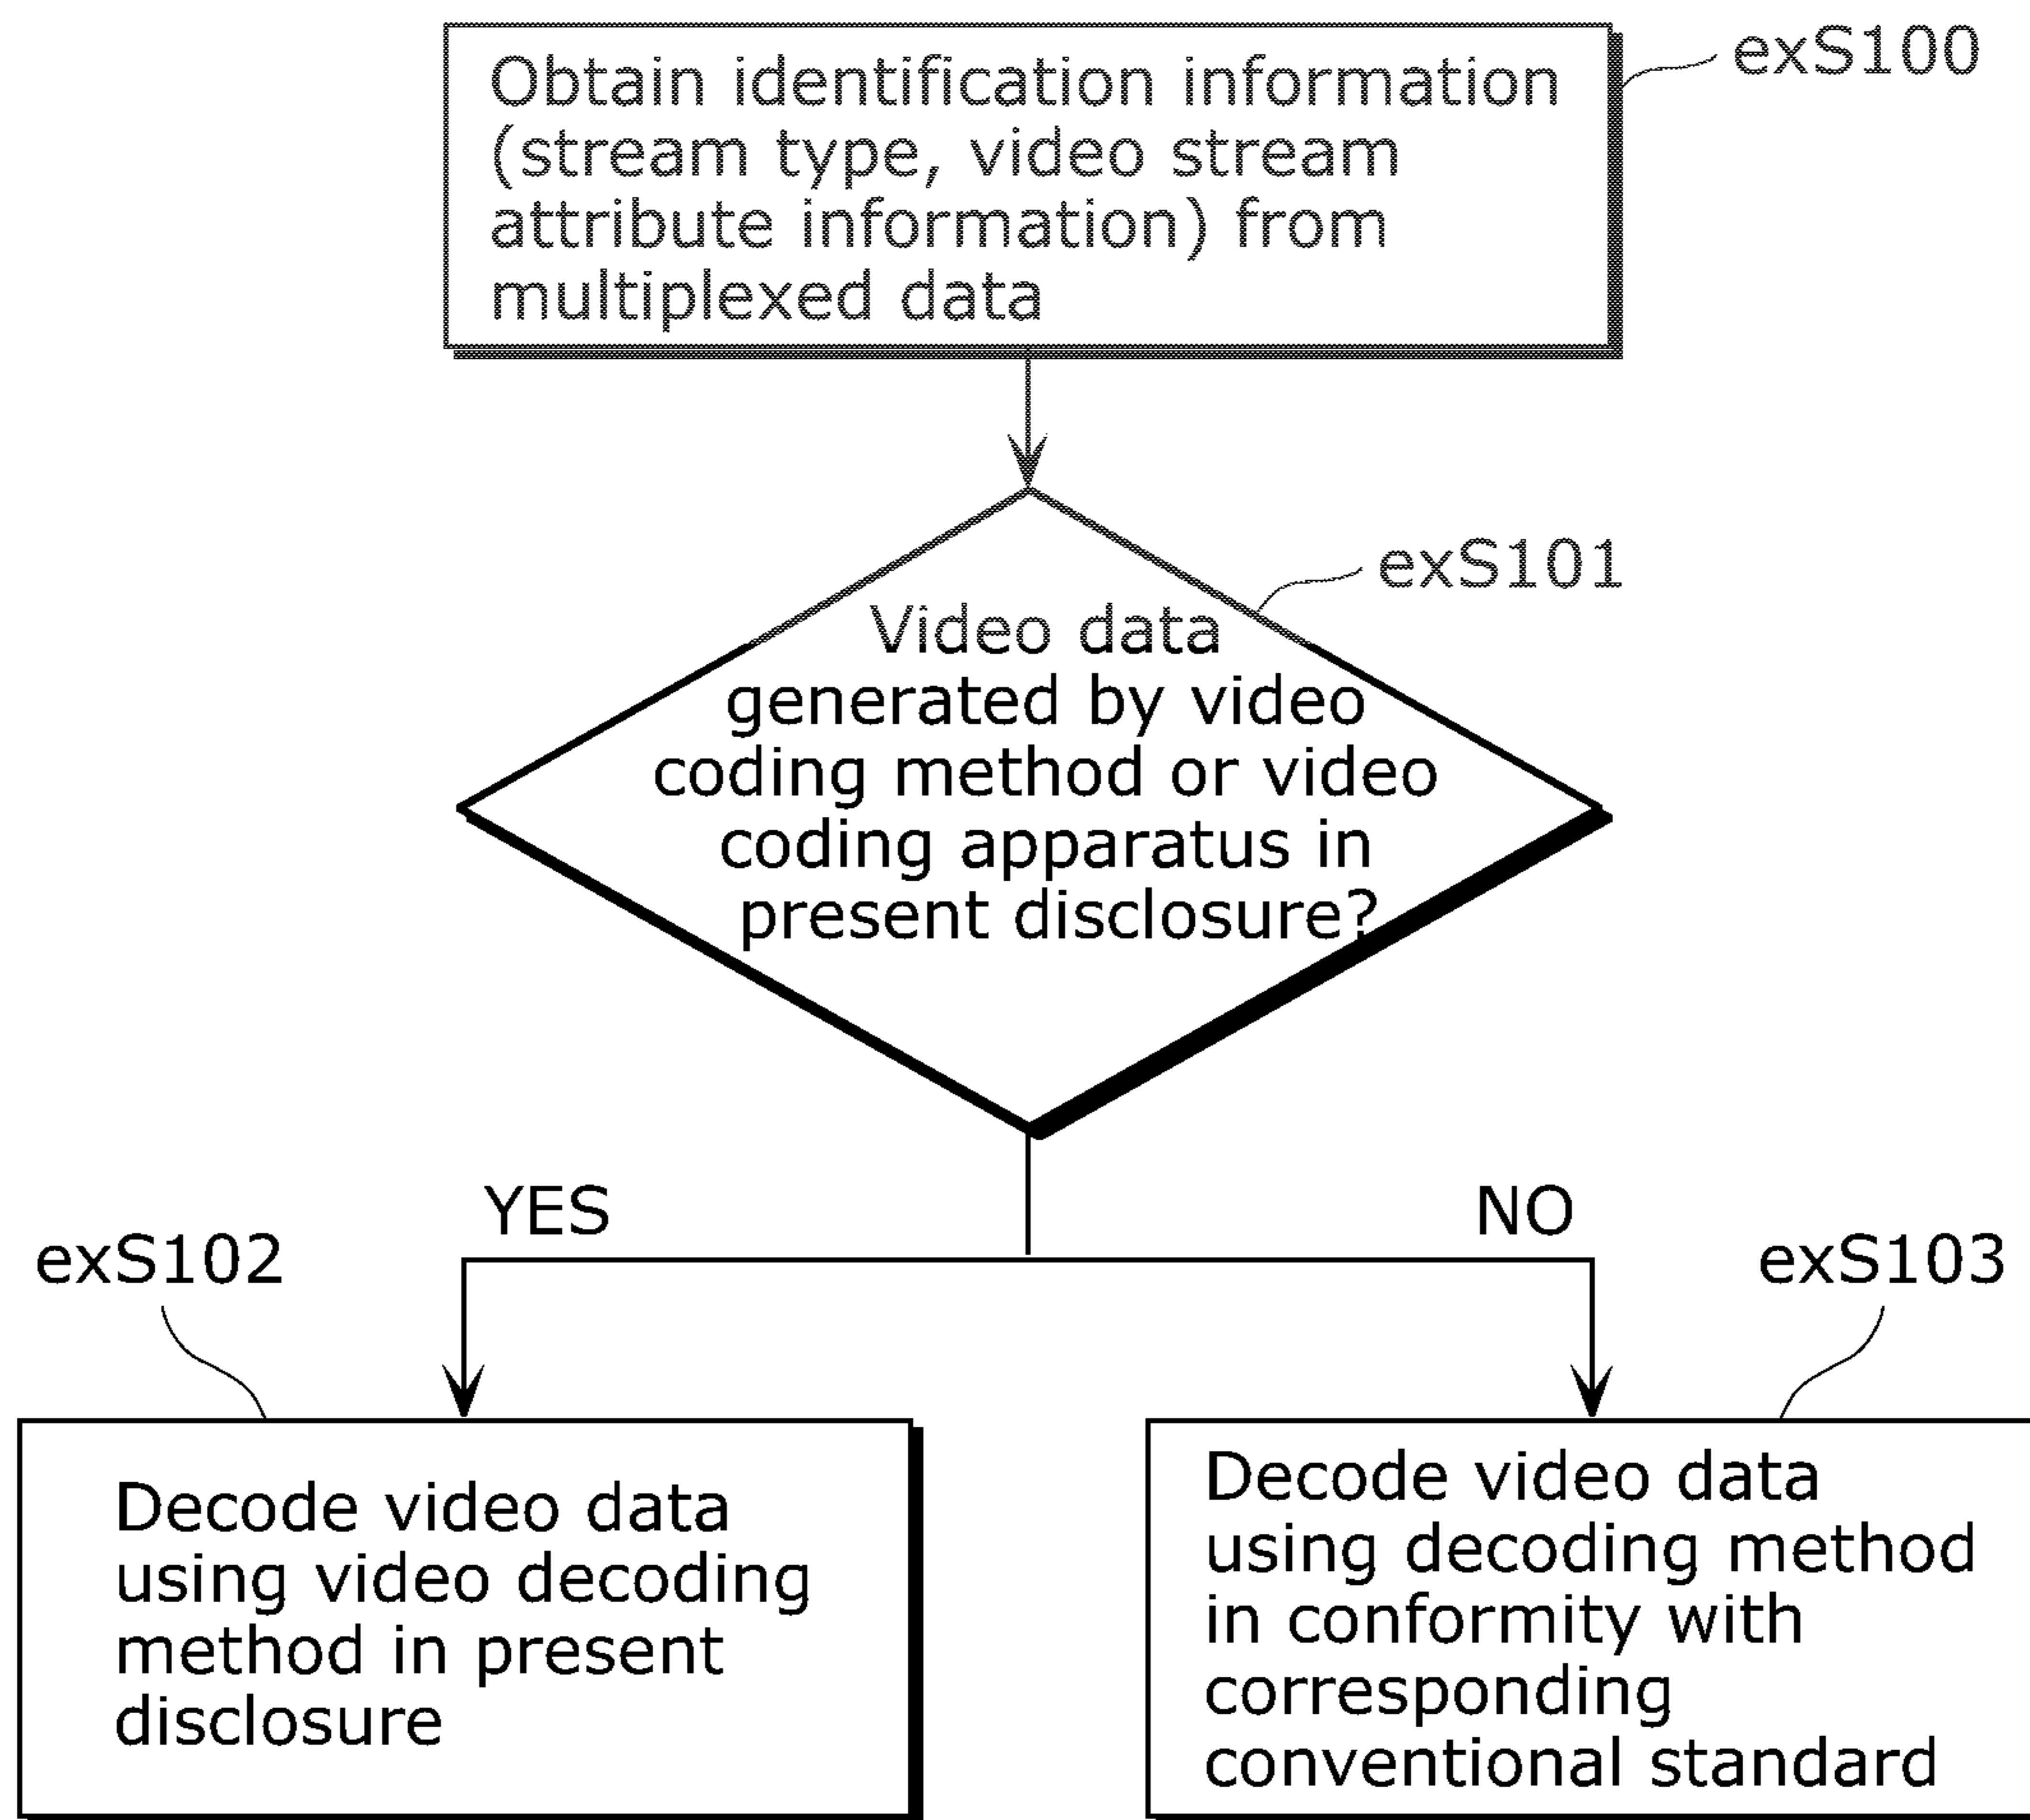 exS100
Obtain identification information
(stream type, video stream
attribute information) from
multiplexed data
exS101
Video data
generated by video
coding method or video
coding apparatus in
present disclosure?
YES
NO
exS102
exS103
Decode video data
using video decoding
method in present
disclosure
Decode video data
using decoding method
in conformity with
corresponding
conventional standard